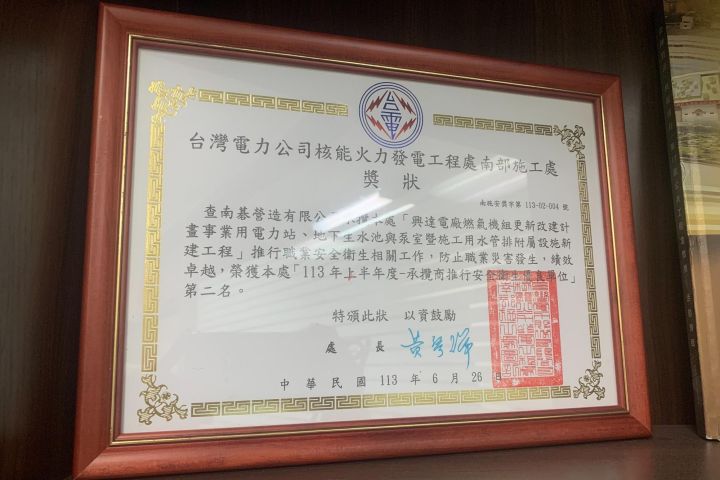 台灣電力公司核能火力發電工程處南部施工處
獎狀
南施安獎字第 113-02-004 號
查南碁營造有限公司承攬本處「興達電廠燃氣機組更新改建計
畫事業用電力站、地下生水池與泵室暨施工用水管排附屬設施新
建工程」推行職業安全衛生相關工作,防止職業災害發生,績效
卓越,榮獲本處「113年上半年度-承攬商推行安全衛生優良單位」
第二名。
特頒此狀 以資鼓勵
處長
中華民國 113 年 6 月 26 日